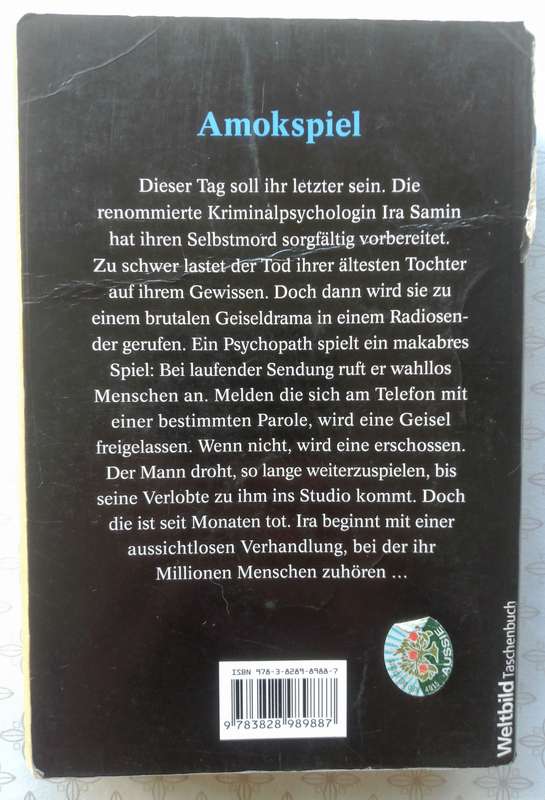 Amokspiel
Dieser Tag soll ihr letzter sein. Die
renommierte Kriminalpsychologin Ira Samin
hat ihren Selbstmord sorgfältig vorbereitet.
Zu schwer lastet der Tod ihrer ältesten Tochter
auf ihrem Gewissen. Doch dann wird sie zu
einem brutalen Geiseldrama in einem Radiosen-
der gerufen. Ein Psychopath spielt ein makabres
Spiel: Bei laufender Sendung ruft er wahllos
Menschen an. Melden die sich am Telefon mit
einer bestimmten Parole, wird eine Geisel
freigelassen. Wenn nicht, wird eine erschossen.
Der Mann droht, so lange weiterzuspielen, bis
seine Verlobte zu ihm ins Studio kommt. Doch
die ist seit Monaten tot. Ira beginnt mit einer
aussichtlosen Verhandlung, bei der ihr
Millionen Menschen zuhören ...
AUSSIE
4015
Weltbild Taschenbuch
ISBN 978-3-8289-8988-7
9 783828 989887